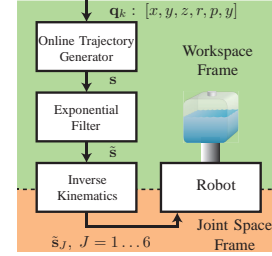 q_k : [x, y, z, r, p, y]
Online Trajectory
Generator
s
Exponential
Filter
s̃
Inverse
Kinematics
s̃_J, J = 1 . . . 6
Workspace
Frame
Robot
Joint Space
Frame